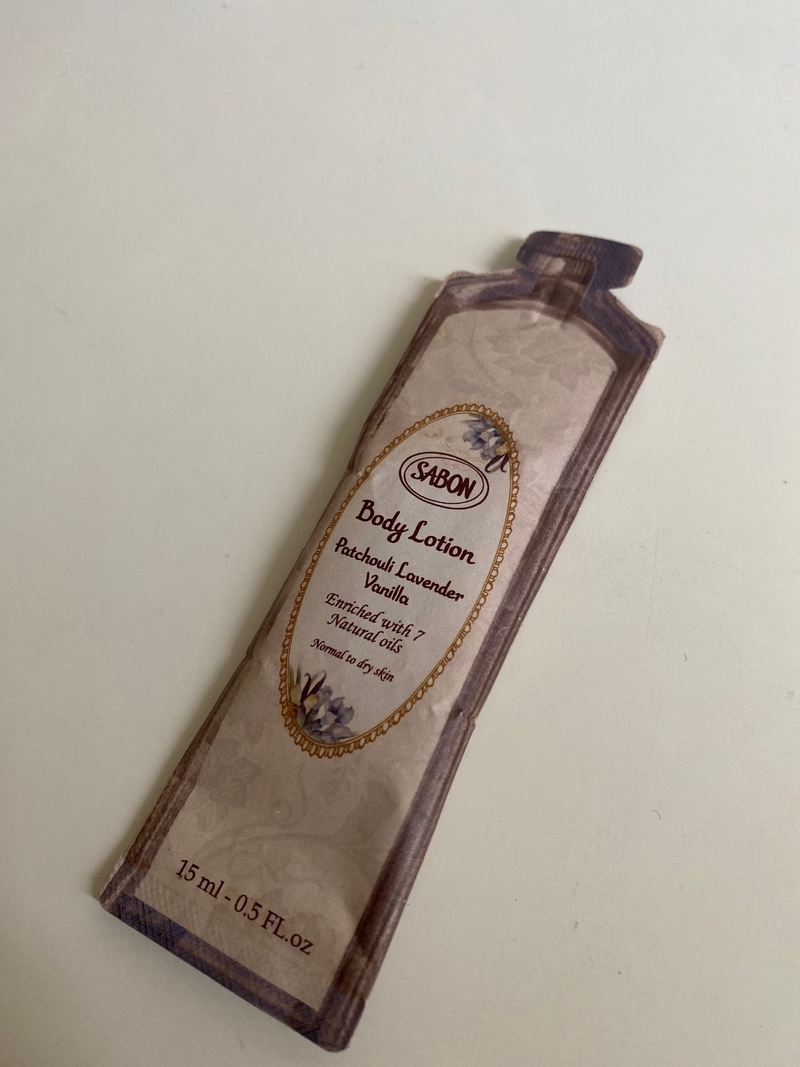 SABON
Body Lotion
Patchouli Lavender
Vanilla
Enriched with 7
Natural oils
Normal to dry skin
15 ml - 0.5 FL.oz